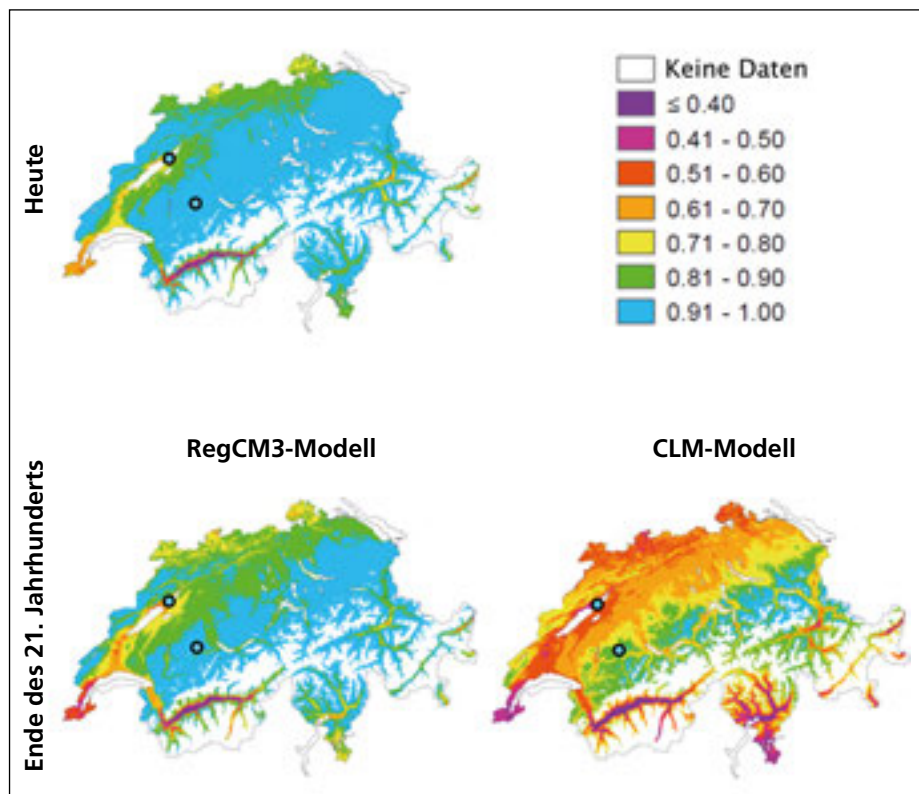 Heute
Keine Daten
≤ 0.40
0.41 - 0.50
0.51 - 0.60
0.61 - 0.70
0.71 - 0.80
0.81 - 0.90
0.91 - 1.00
Ende des 21. Jahrhunderts
RegCM3-Modell
CLM-Modell